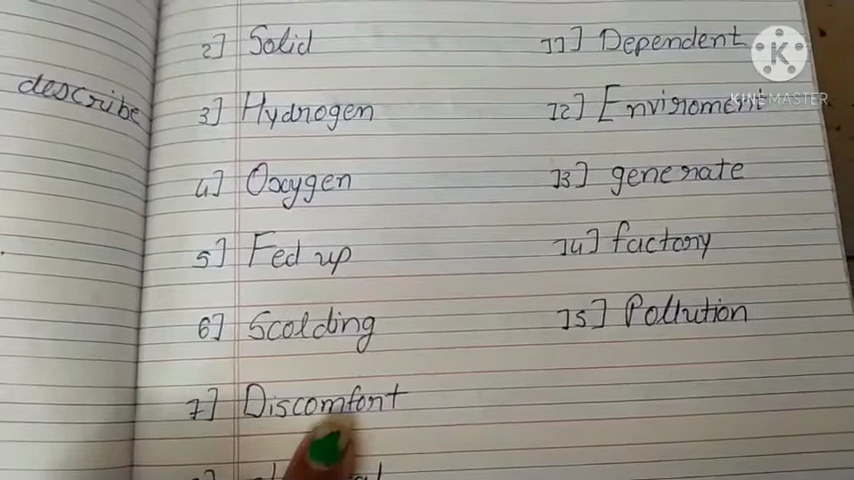 describe
2] Solid
3] Hydrogen
4] Oxygen
5] Fed up
6] Scolding
7] Discomfort
11] Dependent
12] Enviroment
13] generate
14] factory
15] Pollution
KINEMASTER